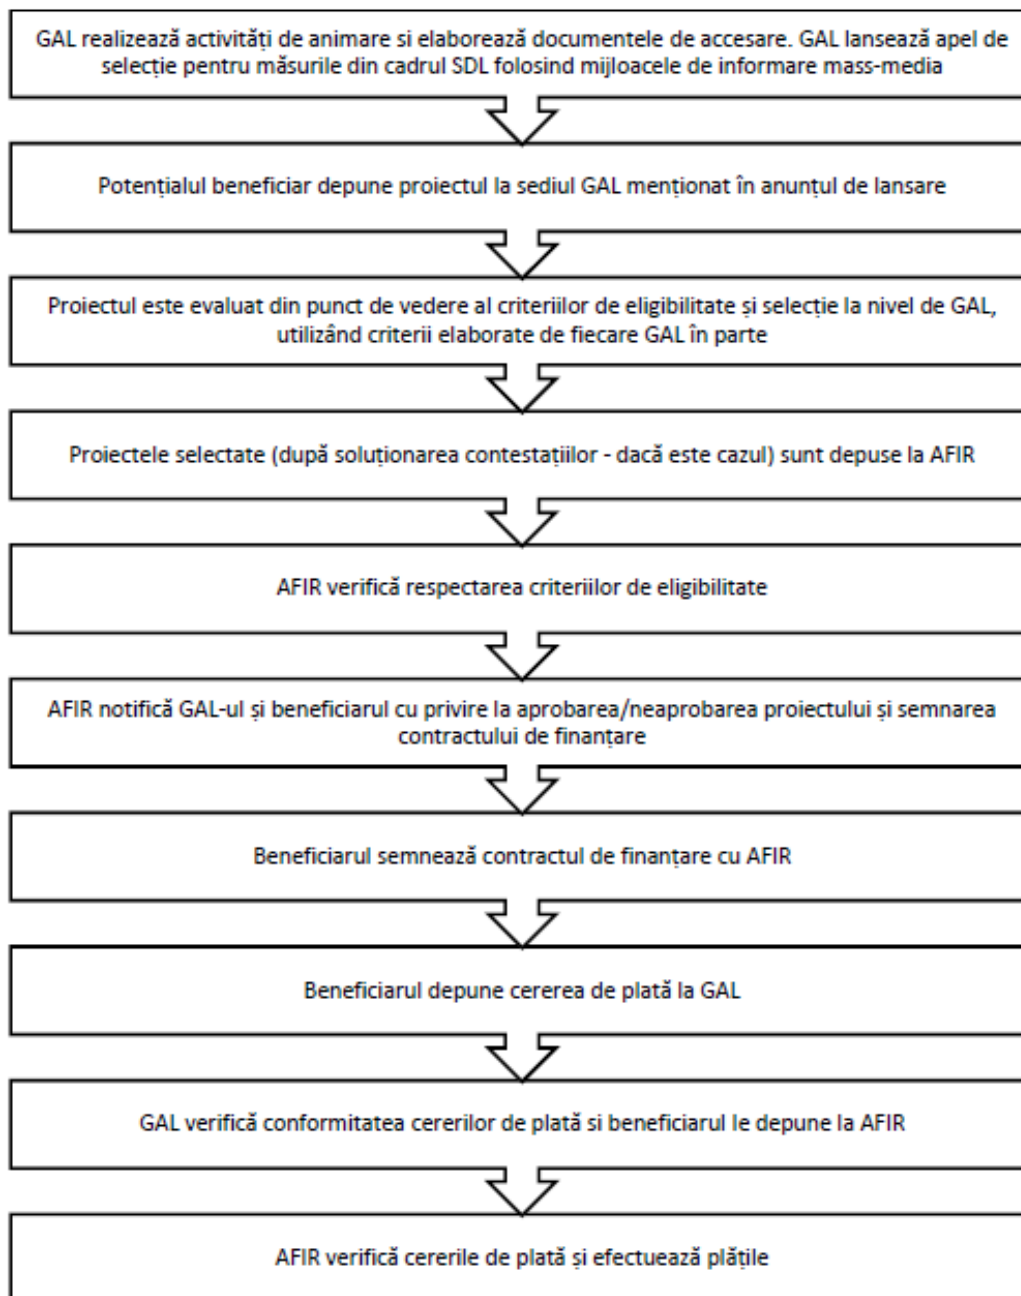 GAL realizează activități de animare si elaborează documentele de accesare. GAL lansează apel de
selecție pentru măsurile din cadrul SDL folosind mijloacele de informare mass-media
Potențialul beneficiar depune proiectul la sediul GAL menționat în anunțul de lansare
Proiectul este evaluat din punct de vedere al criteriilor de eligibilitate și selecție la nivel de GAL,
utilizând criterii elaborate de fiecare GAL în parte
Proiectele selectate (după soluționarea contestațiilor - dacă este cazul) sunt depuse la AFIR
AFIR verifică respectarea criteriilor de eligibilitate
AFIR notifică GAL-ul și beneficiarul cu privire la aprobarea/neaprobarea proiectului și semnarea
contractului de finanțare
Beneficiarul semnează contractul de finanțare cu AFIR
Beneficiarul depune cererea de plată la GAL
GAL verifică conformitatea cererilor de plată si beneficiarul le depune la AFIR
AFIR verifică cererile de plată și efectuează plățile